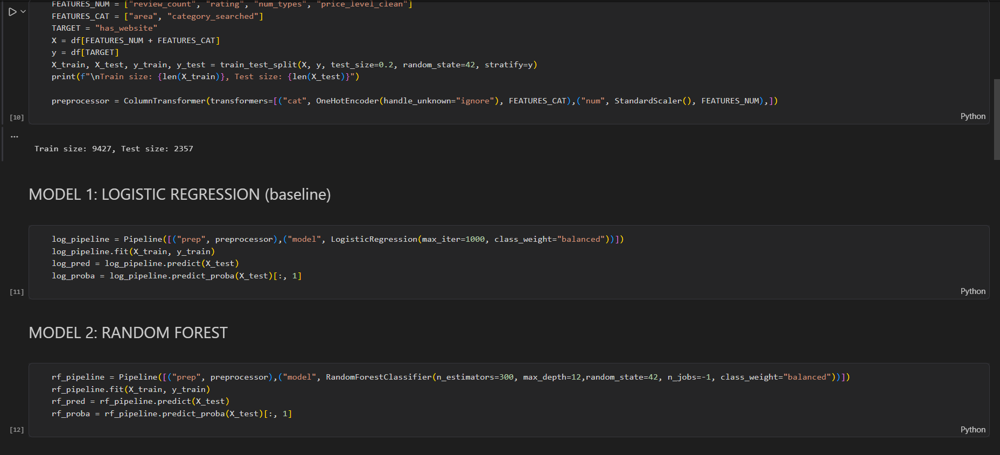 FEATURES_NUM = ["review_count", "rating", "num_types", "price_level_clean"]
FEATURES_CAT = ["area", "category_searched"]
TARGET = "has_website"
X = df[FEATURES_NUM + FEATURES_CAT]
y = df[TARGET]
X_train, X_test, y_train, y_test = train_test_split(X, y, test_size=0.2, random_state=42, stratify=y)
print(f"\nTrain size: {len(X_train)}, Test size: {len(X_test)}")
preprocessor = ColumnTransformer(transformers=[("cat", OneHotEncoder(handle_unknown="ignore"), FEATURES_CAT),("num", StandardScaler(), FEATURES_NUM),])
[10]
Python
...
Train size: 9427, Test size: 2357
MODEL 1: LOGISTIC REGRESSION (baseline)
log_pipeline = Pipeline([("prep", preprocessor),("model", LogisticRegression(max_iter=1000, class_weight="balanced"))])
log_pipeline.fit(X_train, y_train)
log_pred = log_pipeline.predict(X_test)
log_proba = log_pipeline.predict_proba(X_test)[:, 1]
[11]
Python
MODEL 2: RANDOM FOREST
rf_pipeline = Pipeline([("prep", preprocessor),("model", RandomForestClassifier(n_estimators=300, max_depth=12,random_state=42, n_jobs=-1, class_weight="balanced"))])
rf_pipeline.fit(X_train, y_train)
rf_pred = rf_pipeline.predict(X_test)
rf_proba = rf_pipeline.predict_proba(X_test)[:, 1]
[12]
Python